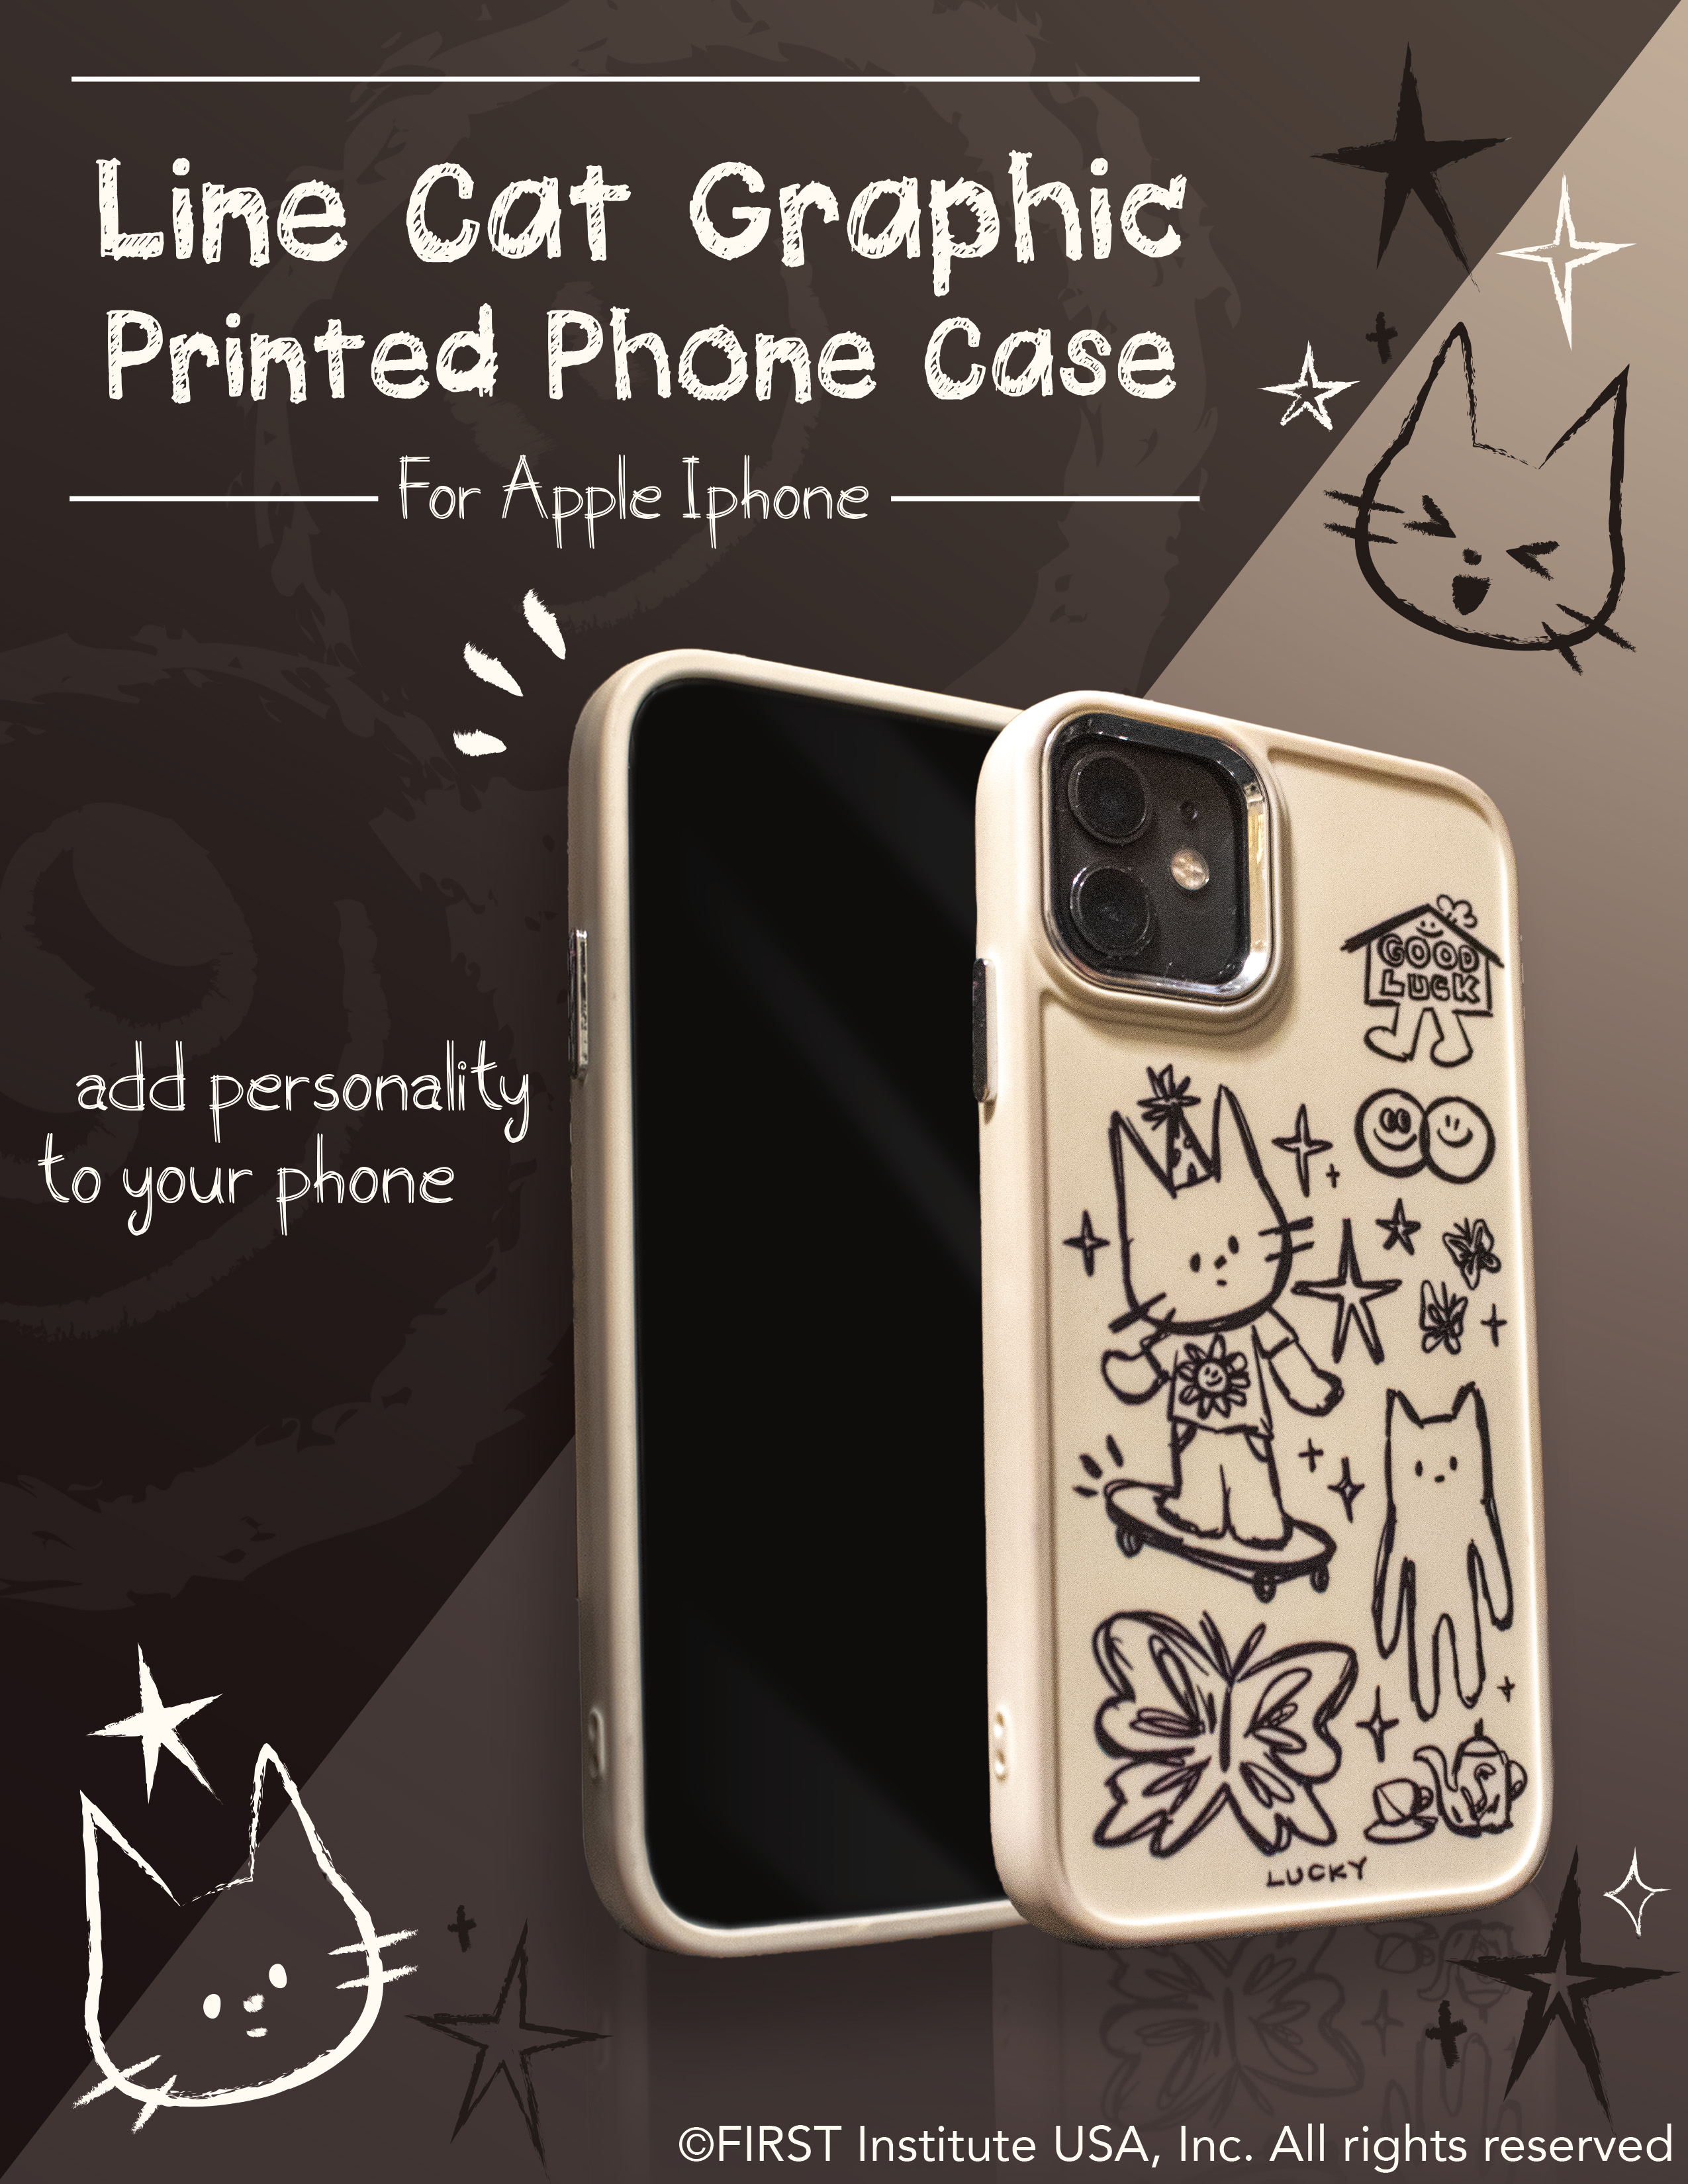 Line Cat Graphic
Printed Phone Case
For Apple Iphone
GOOD
LUCK
add personality
to your phone
LUCKY
©FIRST Institute USA, Inc. All rights reserved